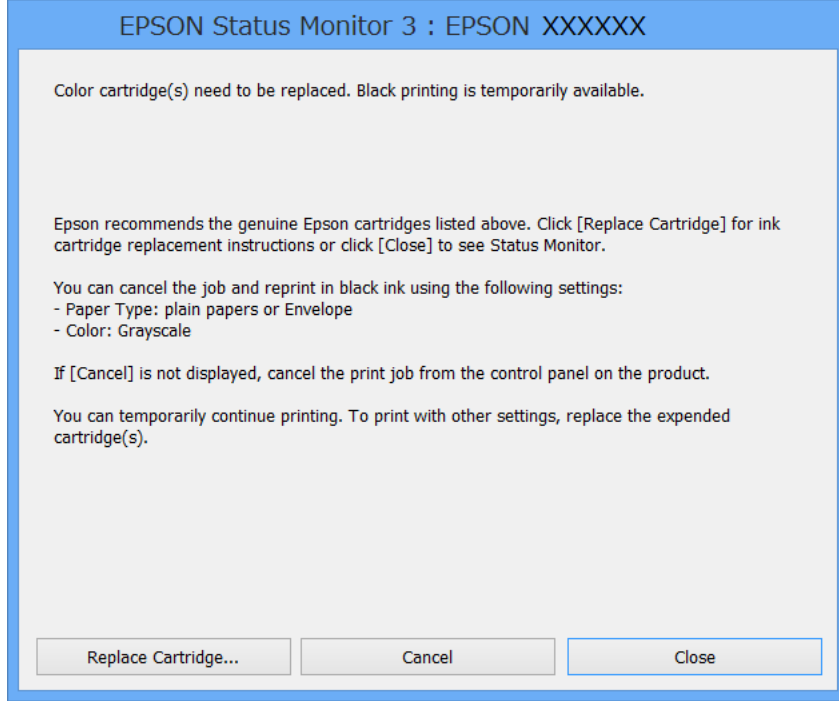 EPSON Status Monitor 3 : EPSON XXXXXX
Color cartridge(s) need to be replaced. Black printing is temporarily available.
Epson recommends the genuine Epson cartridges listed above. Click [Replace Cartridge] for ink
cartridge replacement instructions or click [Close] to see Status Monitor.
You can cancel the job and reprint in black ink using the following settings:
- Paper Type: plain papers or Envelope
- Color: Grayscale
If [Cancel] is not displayed, cancel the print job from the control panel on the product.
You can temporarily continue printing. To print with other settings, replace the expended
cartridge(s).
Replace Cartridge... Cancel Close